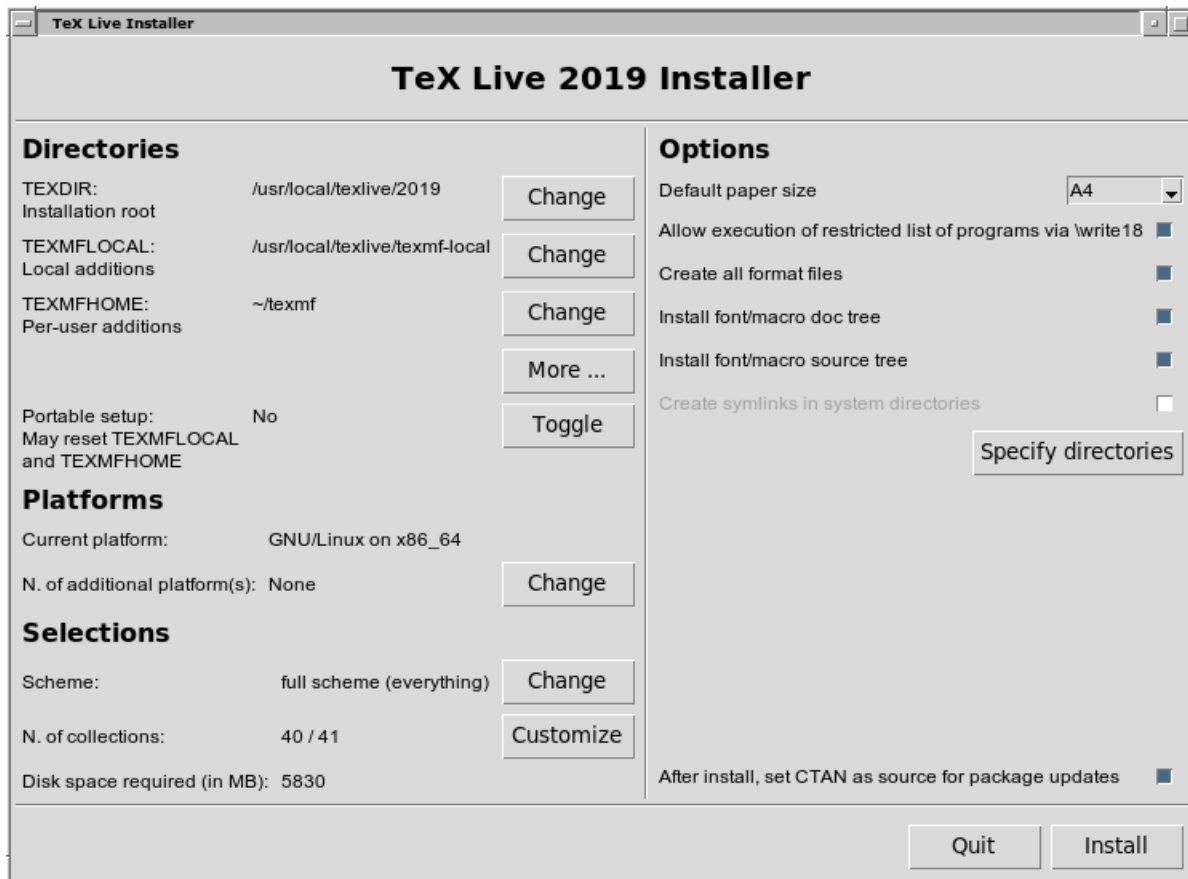 TeX Live Installer
TeX Live 2019 Installer
Directories
TEXDIR: /usr/local/texlive/2019 Change
Installation root
TEXMFLOCAL: /usr/local/texlive/texmf-local Change
Local additions
TEXMFHOME: ~/texmf Change
Per-user additions
More ...
Portable setup: No Toggle
May reset TEXMFLOCAL
and TEXMFHOME
Platforms
Current platform: GNU/Linux on x86_64
N. of additional platform(s): None Change
Selections
Scheme: full scheme (everything) Change
N. of collections: 40 / 41 Customize
Disk space required (in MB): 5830
Options
Default paper size A4
Allow execution of restricted list of programs via \write18
Create all format files
Install font/macro doc tree
Install font/macro source tree
Create symlinks in system directories
Specify directories
After install, set CTAN as source for package updates
Quit Install